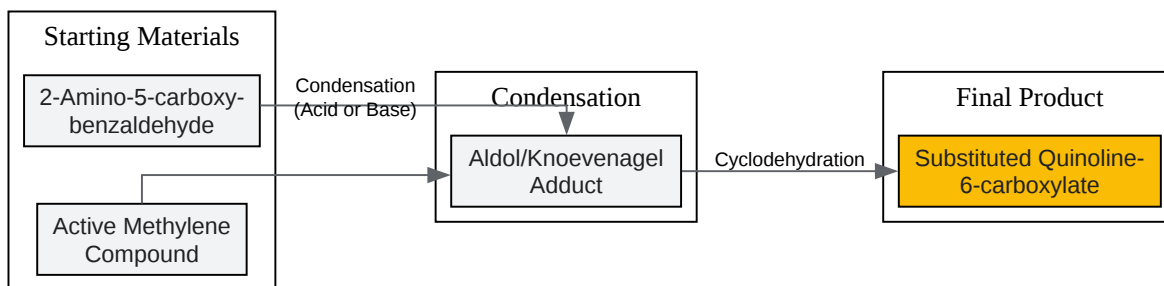 Starting Materials
2-Amino-5-carboxy-
benzaldehyde
Active Methylene
Compound
Condensation
(Acid or Base)
Condensation
Aldol/Knoevenagel
Adduct
Cyclodehydration
Final Product
Substituted Quinoline-
6-carboxylate